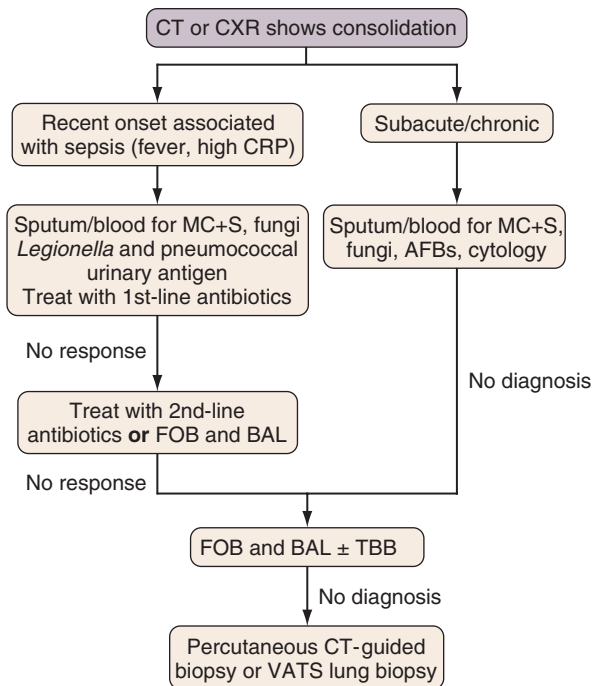 CT or CXR shows consolidation
Recent onset associated
with sepsis (fever, high CRP)
Subacute/chronic
Sputum/blood for MC+S, fungi
Legionella and pneumococcal
urinary antigen
Treat with 1st-line antibiotics
Sputum/blood for MC+S,
fungi, AFBs, cytology
No response
No diagnosis
Treat with 2nd-line
antibiotics or FOB and BAL
No response
FOB and BAL ± TBB
No diagnosis
Percutaneous CT-guided
biopsy or VATS lung biopsy